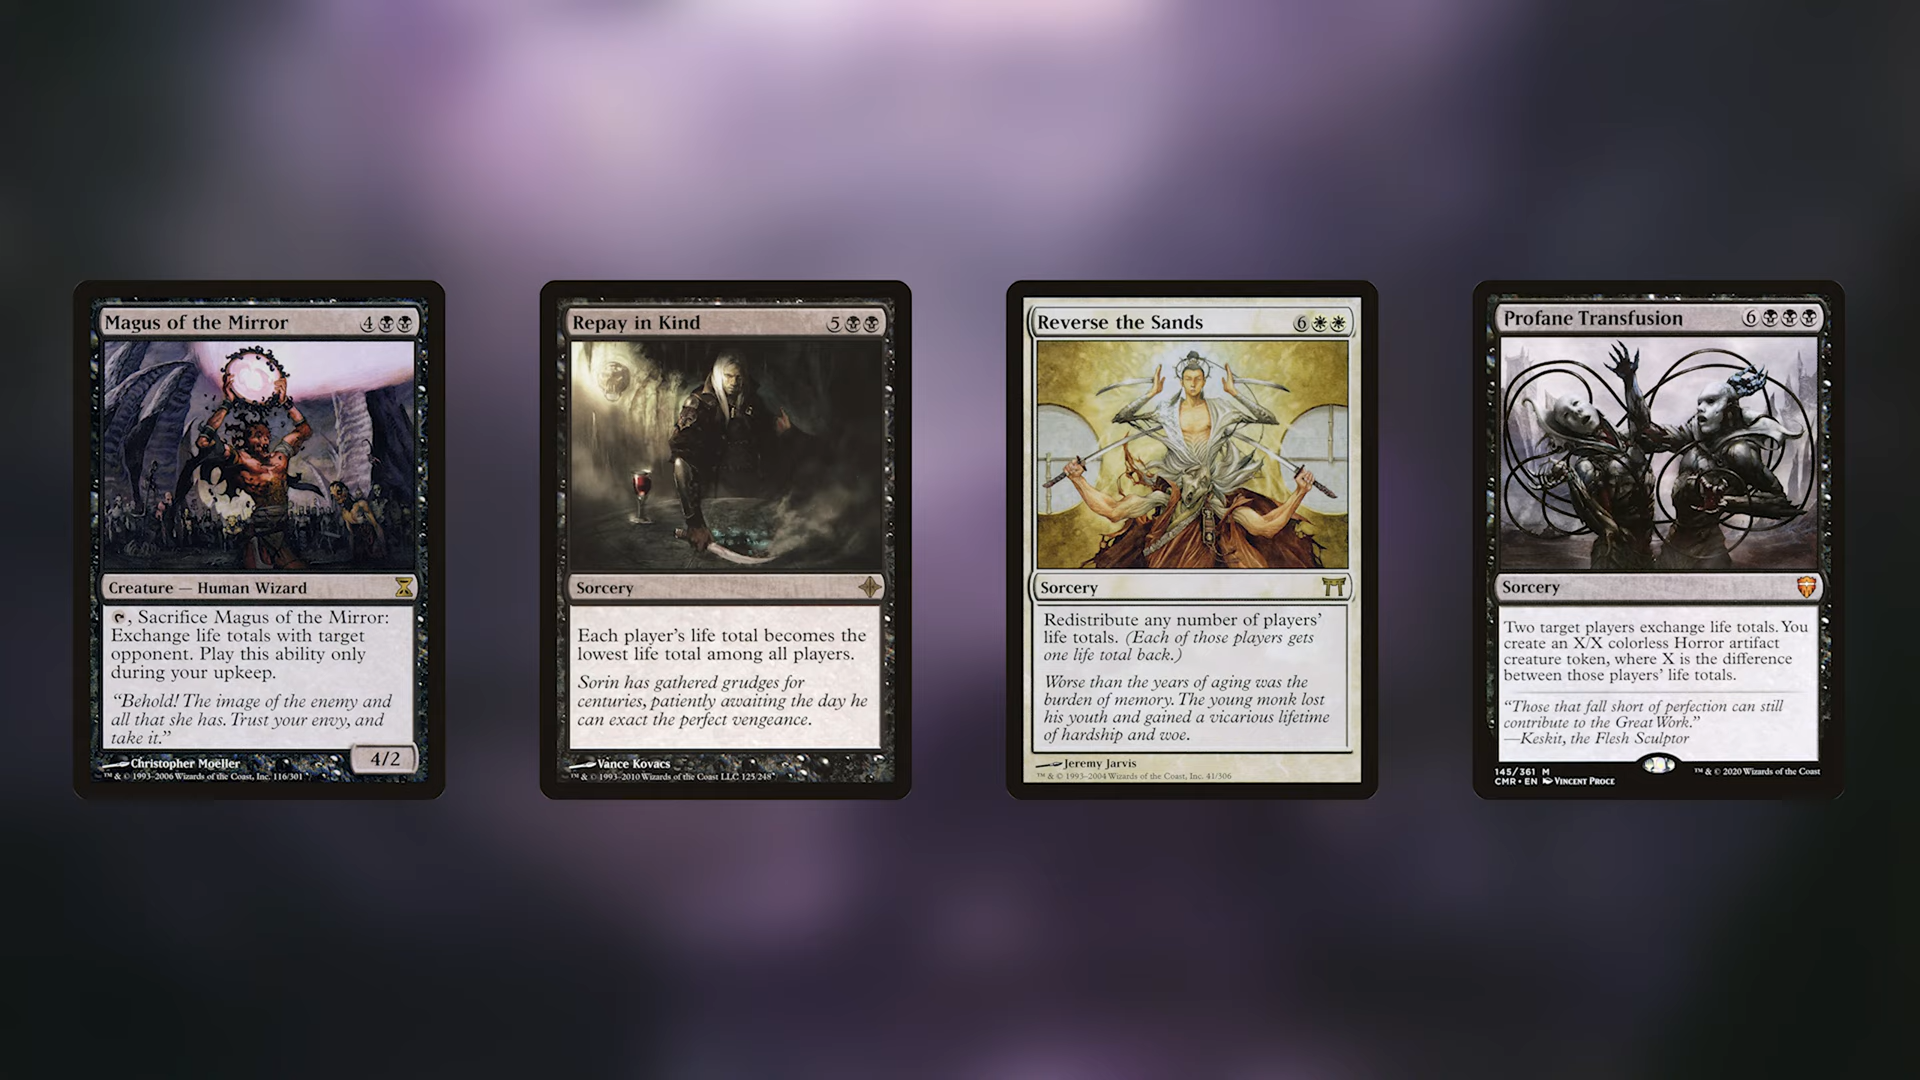 Magus of the Mirror 4
Creature — Human Wizard
, Sacrifice Magus of the Mirror:
Exchange life totals with target
opponent. Play this ability only
during your upkeep.
“Behold! The image of the enemy and
all that she has. Trust your envy, and
take it.”
4/2
Christopher Moeller
™ & © 1993–2006 Wizards of the Coast, Inc. 116/301
Repay in Kind 5
Sorcery
Each player's life total becomes the
lowest life total among all players.
Sorin has gathered grudges for
centuries, patiently awaiting the day he
can exact the perfect vengeance.
Vance Kovacs
™ & © 1993–2010 Wizards of the Coast LLC 125/248
Reverse the Sands 6
Sorcery
Redistribute any number of players'
life totals. (Each of those players gets
one life total back.)
Worse than the years of aging was the
burden of memory. The young monk lost
his youth and gained a vicarious lifetime
of hardship and woe.
Jeremy Jarvis
™ & © 1993–2004 Wizards of the Coast, Inc. 41/306
Profane Transfusion 6
Sorcery
Two target players exchange life totals. You
create an X/X colorless Horror artifact
creature token, where X is the difference
between those players' life totals.
“Those that fall short of perfection can still
contribute to the Great Work.”
—Keskit, the Flesh Sculptor
145/361 M
CMR • EN Vincent Proce
™ & © 2020 Wizards of the Coast